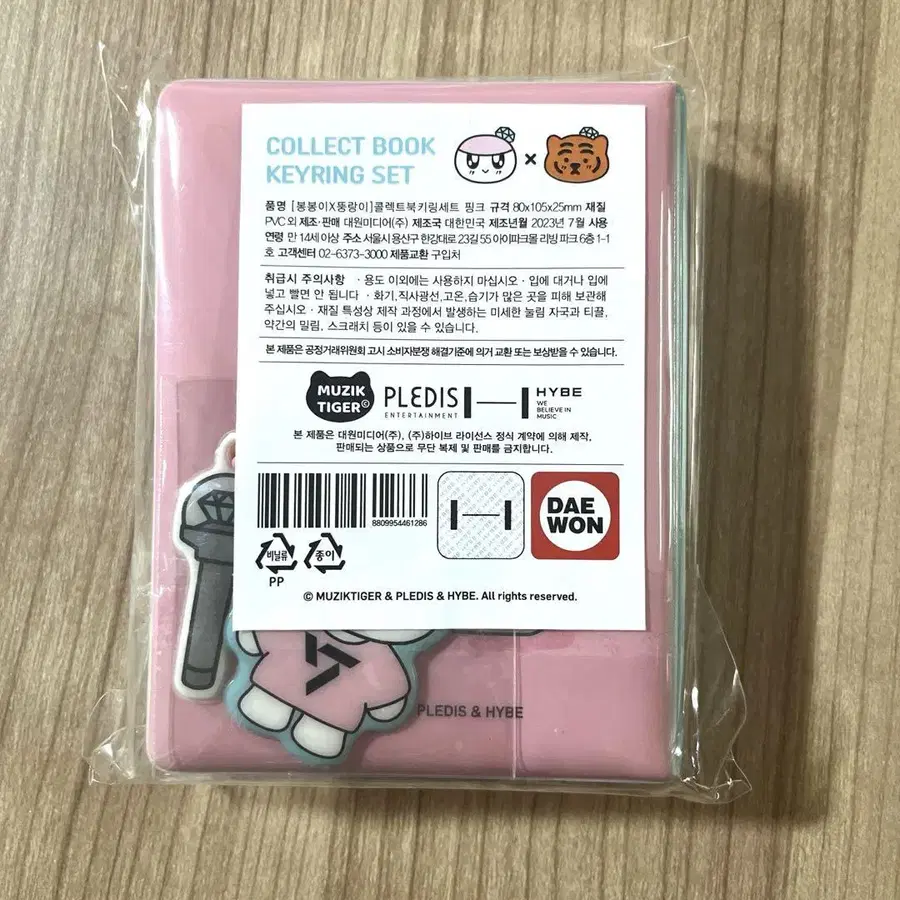 COLLECT BOOK
KEYRING SET
x
품명 [봉봉이X뚱랑이]콜렉트북키링세트 핑크 규격 80x105x25mm 재질
PVC 외 제조·판매 대원미디어(주) 제조국 대한민국 제조년월 2023년 7월 사용
연령 만 14세 이상 주소 서울시 용산구 한강대로 23길 55 아이파크몰 리빙 파크 6층 1-1
호 고객센터 02-6373-3000 제품교환 구입처
취급시 주의사항 · 용도 이외에는 사용하지 마십시오 · 입에 대거나 입에
넣고 빨면 안 됩니다 · 화기,직사광선,고온,습기가 많은 곳을 피해 보관해
주십시오 · 재질 특성상 제작 과정에서 발생하는 미세한 눌림 자국과 티끌,
약간의 밀림, 스크래치 등이 있을 수 있습니다.
본 제품은 공정거래위원회 고시 소비자분쟁 해결기준에 의거 교환 또는 보상받을 수 있습니다.
MUZIK
TIGER©
PLEDIS
ENTERTAINMENT
HYBE
WE
BELIEVE IN
MUSIC
본 제품은 대원미디어(주), (주)하이브 라이선스 정식 계약에 의해 제작,
판매되는 상품으로 무단 복제 및 판매를 금지합니다.
8809954461286
DAE
WON
비닐류
PP
종이
© MUZIKTIGER & PLEDIS & HYBE. All rights reserved.
PLEDIS & HYBE